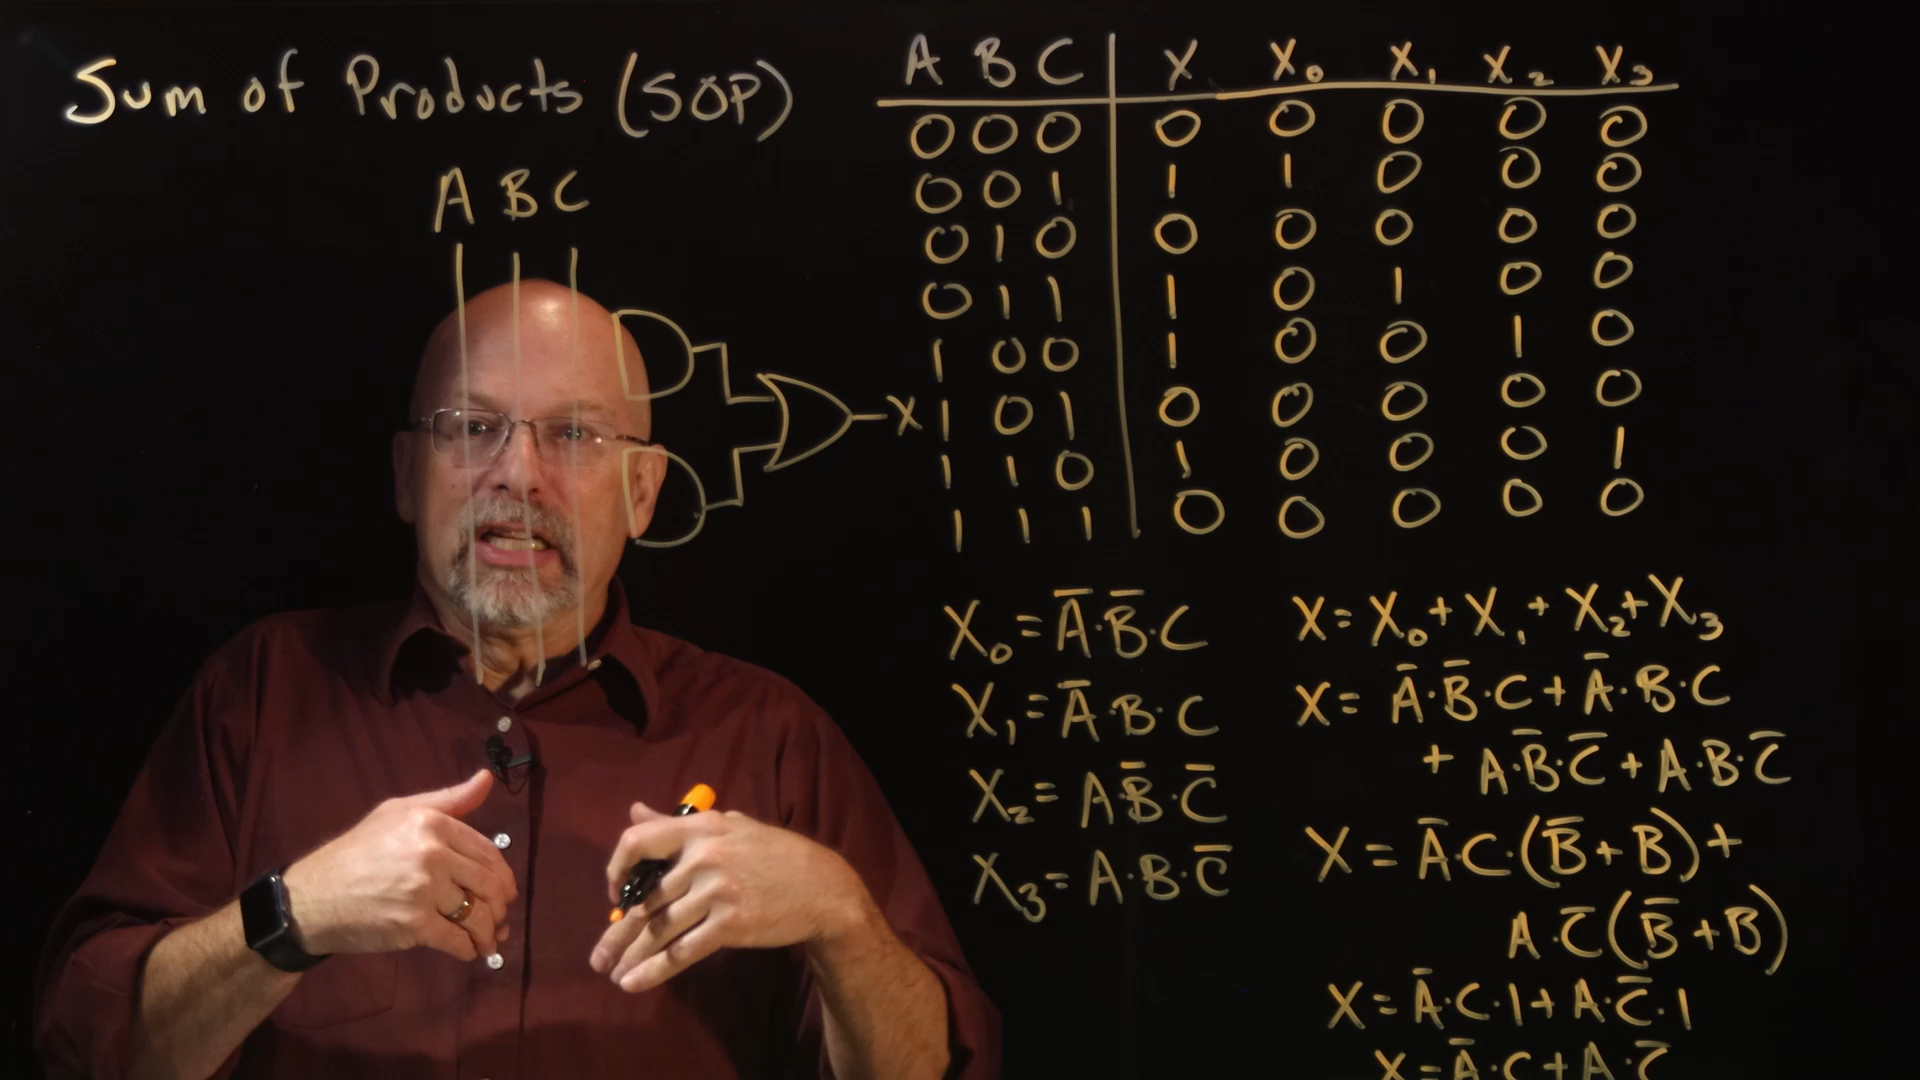 Sum of Products (SOP)
A B C
X
A B C X X₀ X₁ X₂ X₃
0 0 0 0 0 0 0 0
0 0 1 1 1 0 0 0
0 1 0 0 0 0 0 0
0 1 1 1 0 1 0 0
1 0 0 1 0 0 1 0
1 0 1 0 0 0 0 0
1 1 0 1 0 0 0 1
1 1 1 0 0 0 0 0
X₀ = A̅·B̅·C
X₁ = A̅·B·C
X₂ = A·B̅·C̅
X₃ = A·B·C̅
X = X₀ + X₁ + X₂ + X₃
X = A̅·B̅·C + A̅·B·C
+ A·B̅·C̅ + A·B·C̅
X = A̅·C·(B̅ + B) +
A·C̅(B̅ + B)
X = A̅·C·1 + A·C̅·1
X = A̅·C + A·C̅